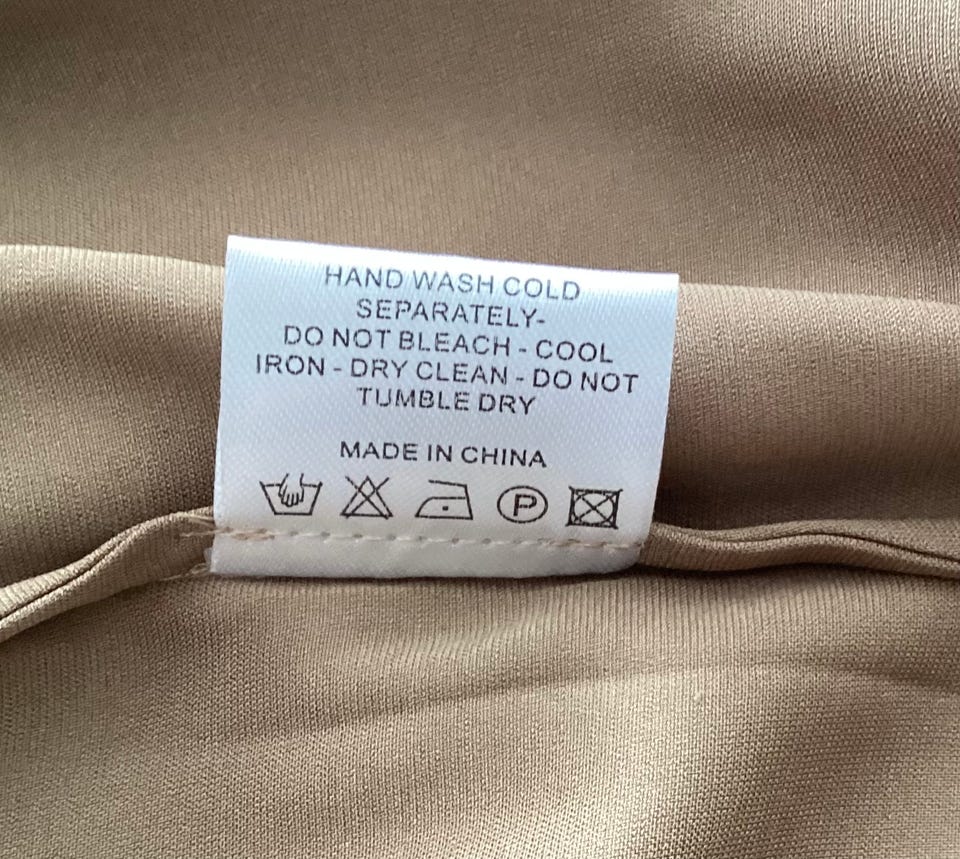 HAND WASH COLD
SEPARATELY-
DO NOT BLEACH - COOL
IRON - DRY CLEAN - DO NOT
TUMBLE DRY
MADE IN CHINA
P